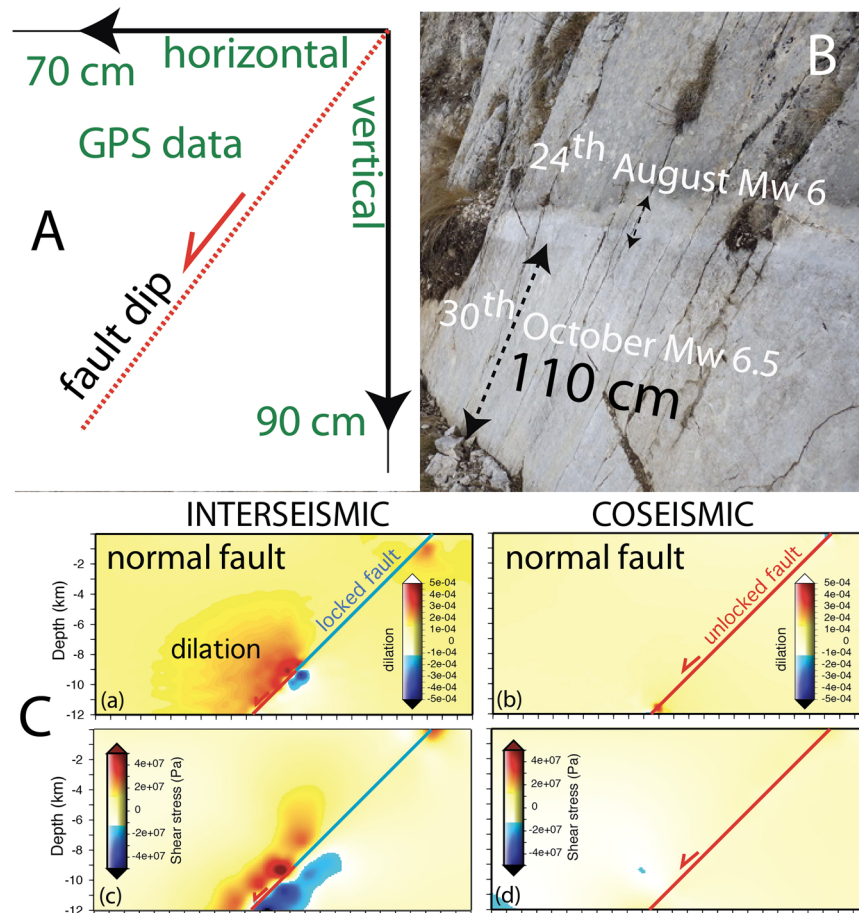 horizontal
70 cm
GPS data
vertical
A
fault dip
90 cm
B
24th August Mw 6
30th October Mw 6.5
110 cm
C
INTERSEISMIC
COSEISMIC
normal fault
locked fault
dilation
Depth (km)
-2
-4
-6
-8
-10
-12
(a)
dilation
5e-04
4e-04
3e-04
2e-04
1e-04
0
-1e-04
-2e-04
-3e-04
-4e-04
-5e-04
normal fault
unlocked fault
(b)
dilation
5e-04
4e-04
3e-04
2e-04
1e-04
0
-1e-04
-2e-04
-3e-04
-4e-04
-5e-04
Depth (km)
-2
-4
-6
-8
-10
-12
(c)
4e+07
2e+07
0
-2e+07
-4e+07
Shear stress (Pa)
(d)
4e+07
2e+07
0
-2e+07
-4e+07
Shear stress (Pa)